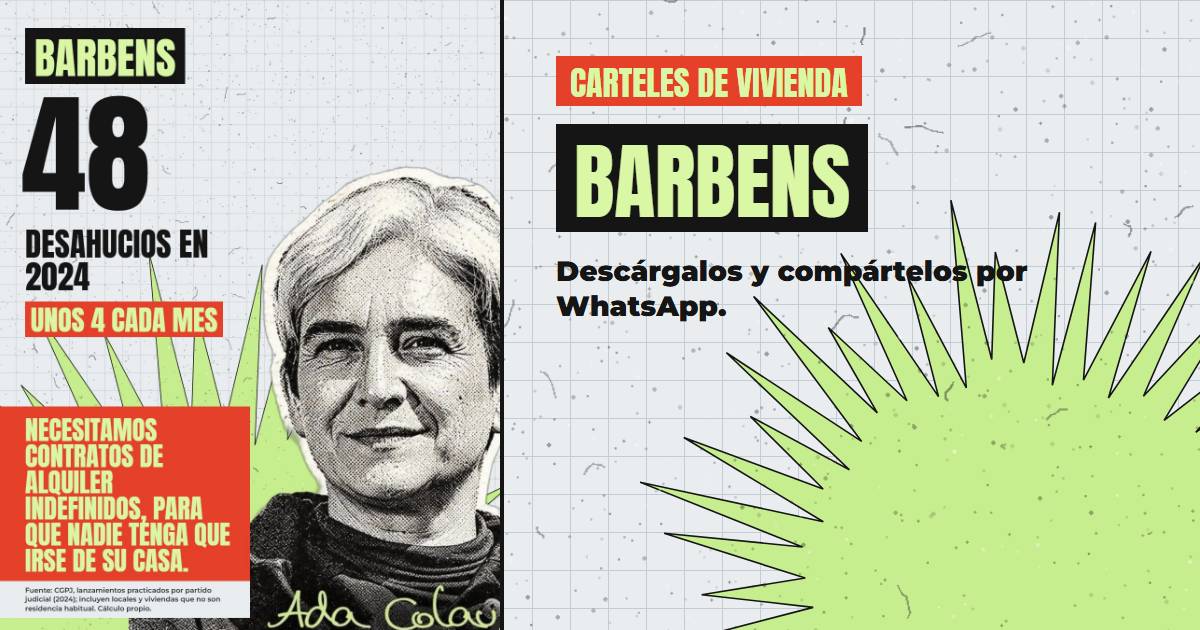 BARBENS
48
DESAHUCIOS EN
2024
UNOS 4 CADA MES
NECESITAMOS
CONTRATOS DE
ALQUILER
INDEFINIDOS, PARA
QUE NADIE TENGA QUE
IRSE DE SU CASA.
Fuente: CGPJ, lanzamientos practicados por partido
judicial (2024); incluyen locales y viviendas que no son
residencia habitual. Cálculo propio.
Ada Colau
CARTELES DE VIVIENDA
BARBENS
Descárgalos y compártelos por
WhatsApp.